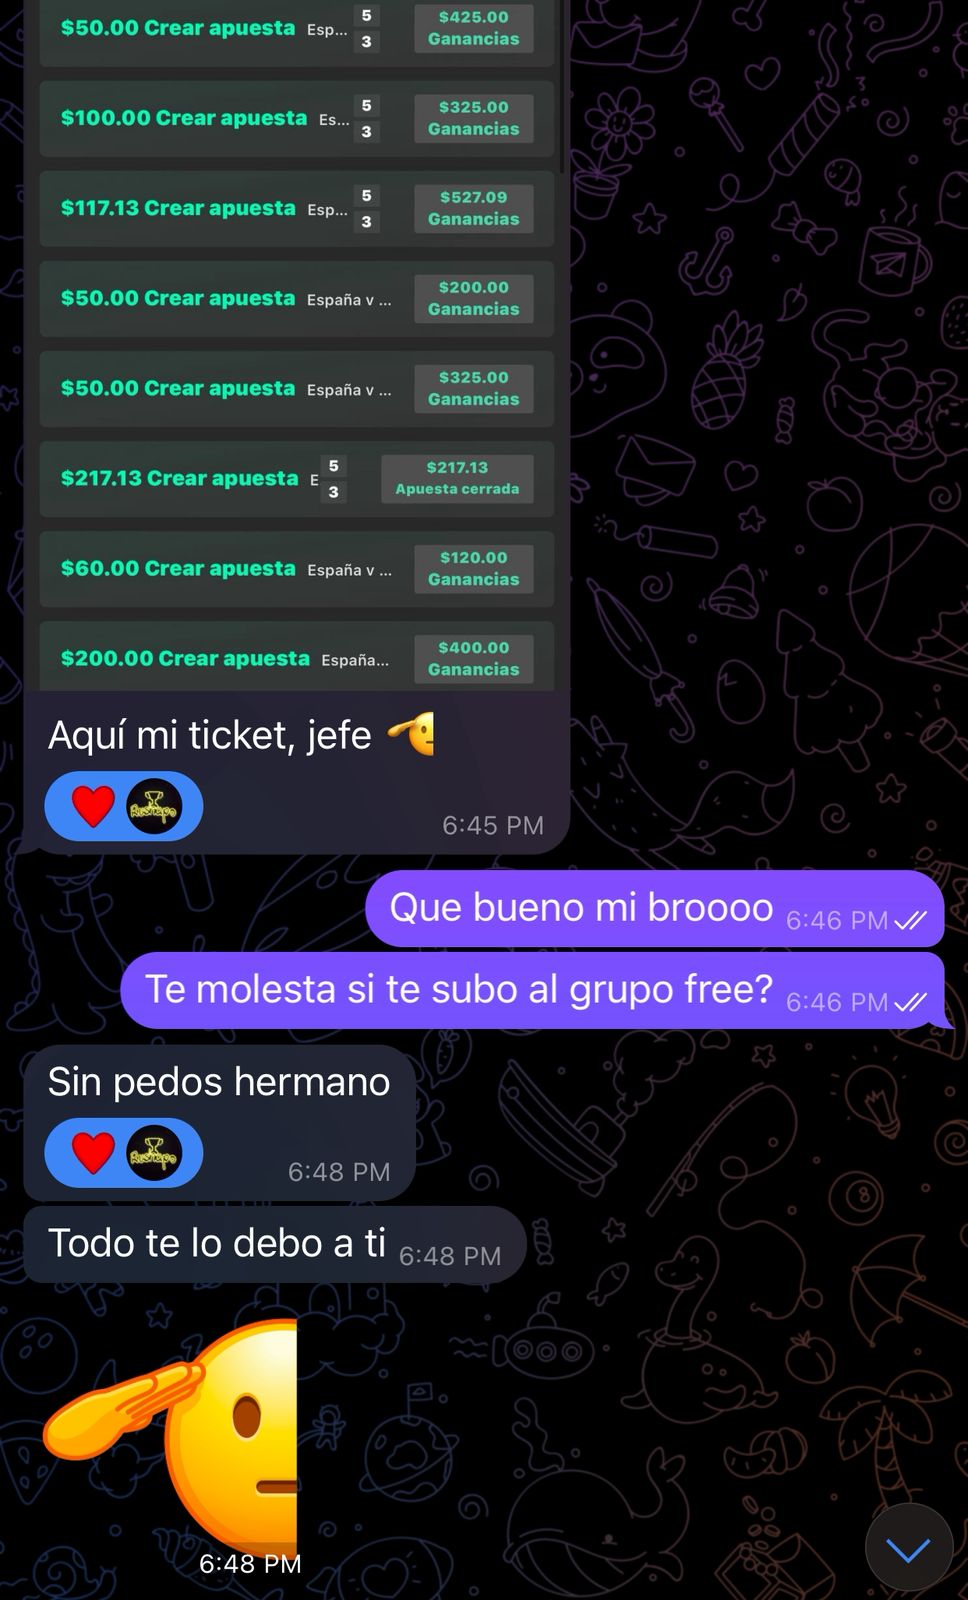 $50.00 Crear apuesta Esp... 5 3 $425.00 Ganancias
$100.00 Crear apuesta Es... 5 3 $325.00 Ganancias
$117.13 Crear apuesta Esp... 5 3 $527.09 Ganancias
$50.00 Crear apuesta España v ... $200.00 Ganancias
$50.00 Crear apuesta España v ... $325.00 Ganancias
$217.13 Crear apuesta E 5 3 $217.13 Apuesta cerrada
$60.00 Crear apuesta España v ... $120.00 Ganancias
$200.00 Crear apuesta España... $400.00 Ganancias
Aquí mi ticket, jefe
6:45 PM
Que bueno mi broooo 6:46 PM
Te molesta si te subo al grupo free? 6:46 PM
Sin pedos hermano
6:48 PM
Todo te lo debo a ti 6:48 PM
6:48 PM